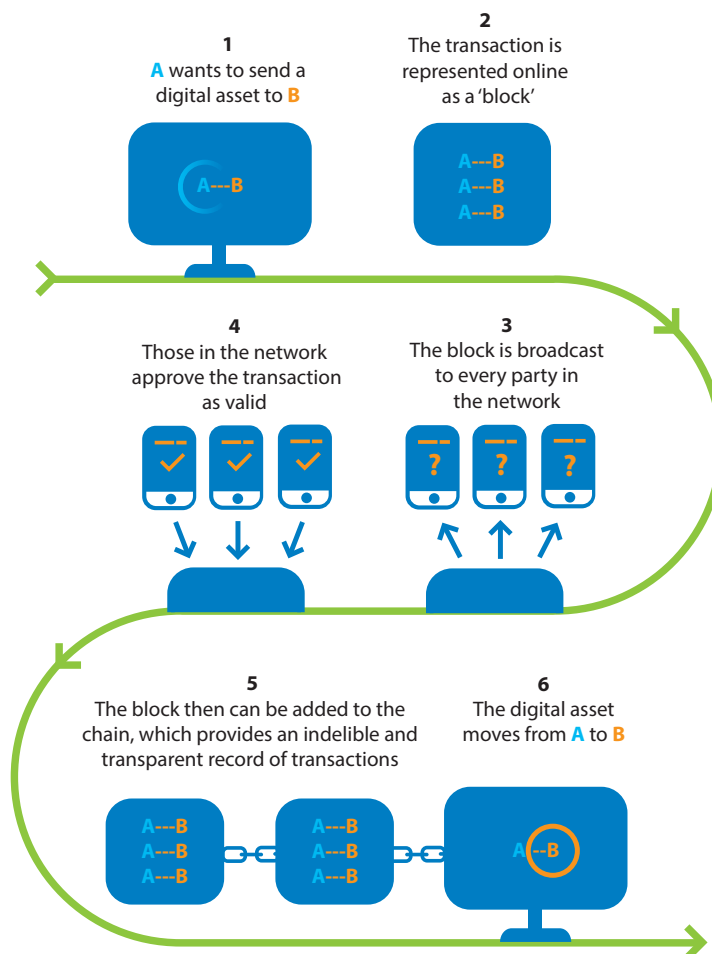 1
A wants to send a
digital asset to B
A---B
2
The transaction is
represented online
as a ‘block’
A---B
A---B
A---B
3
The block is broadcast
to every party in
the network
?
?
?
4
Those in the network
approve the transaction
as valid
5
The block then can be added to the
chain, which provides an indelible and
transparent record of transactions
A---B
A---B
A---B
A---B
A---B
A---B
6
The digital asset
moves from A to B
A--B